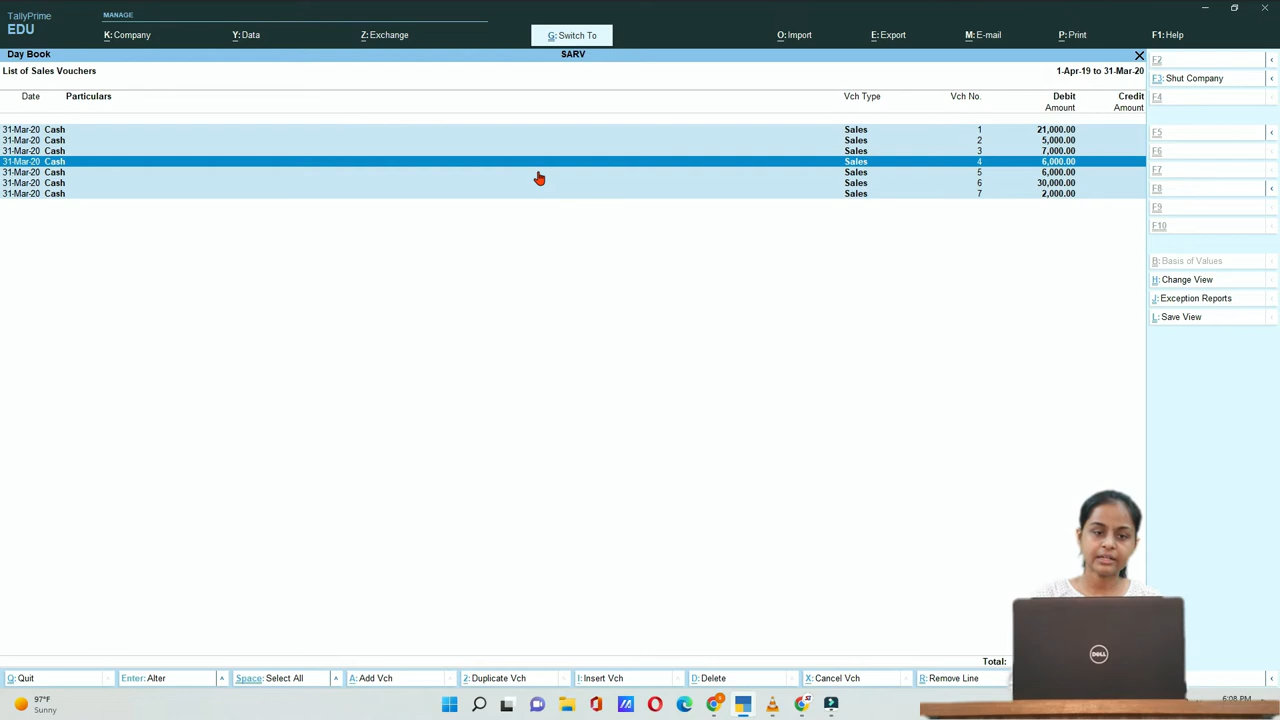 TallyPrime
EDU
MANAGE
K: Company
Y: Data
Z: Exchange
G: Switch To
O: Import
E: Export
M: E-mail
P: Print
F1: Help
Day Book
SARV
List of Sales Vouchers
1-Apr-19 to 31-Mar-20
Date Particulars Vch Type Vch No. Debit Credit
Amount Amount
31-Mar-20 Cash Sales 1 21,000.00
31-Mar-20 Cash Sales 2 5,000.00
31-Mar-20 Cash Sales 3 7,000.00
31-Mar-20 Cash Sales 4 6,000.00
31-Mar-20 Cash Sales 5 6,000.00
31-Mar-20 Cash Sales 6 30,000.00
31-Mar-20 Cash Sales 7 2,000.00
F2
F3: Shut Company
F4
F5
F6
F7
F8
F9
F10
B: Basis of Values
H: Change View
J: Exception Reports
L: Save View
Total:
Q: Quit
Enter: Alter
Space: Select All
A: Add Vch
2: Duplicate Vch
I: Insert Vch
D: Delete
X: Cancel Vch
R: Remove Line
DELL
97°F
Sunny
6:08 PM